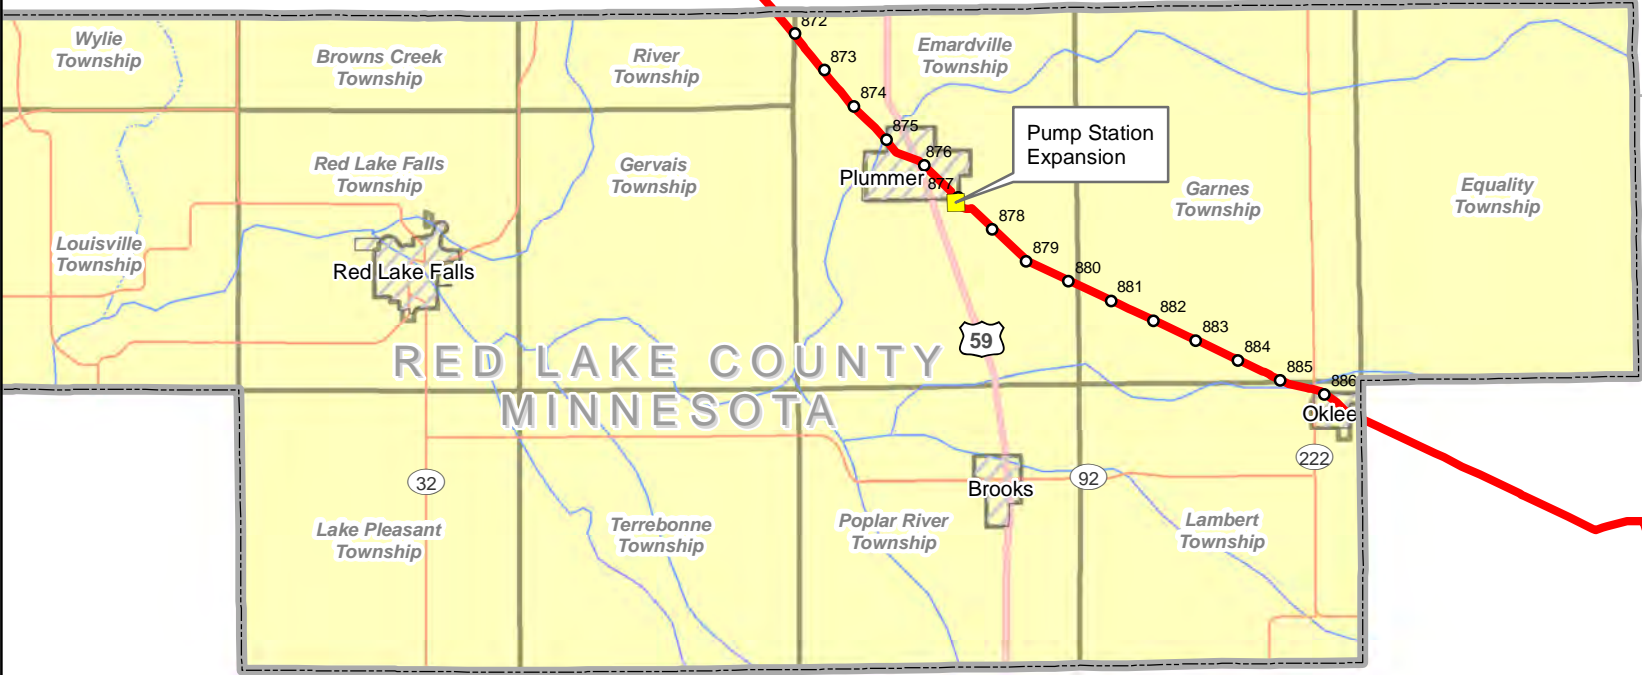 872
Wylie
Township
Browns Creek
Township
River
Township
Emardville
Township
873
874
875
876
877
Pump Station
Expansion
Plummer
Red Lake Falls
Township
Gervais
Township
Garnes
Township
Equality
Township
878
879
880
881
882
883
884
885
886
Louisville
Township
Red Lake Falls
59
RED LAKE COUNTY
MINNESOTA
Oklee
222
32
Brooks
92
Lake Pleasant
Township
Terrebonne
Township
Poplar River
Township
Lambert
Township